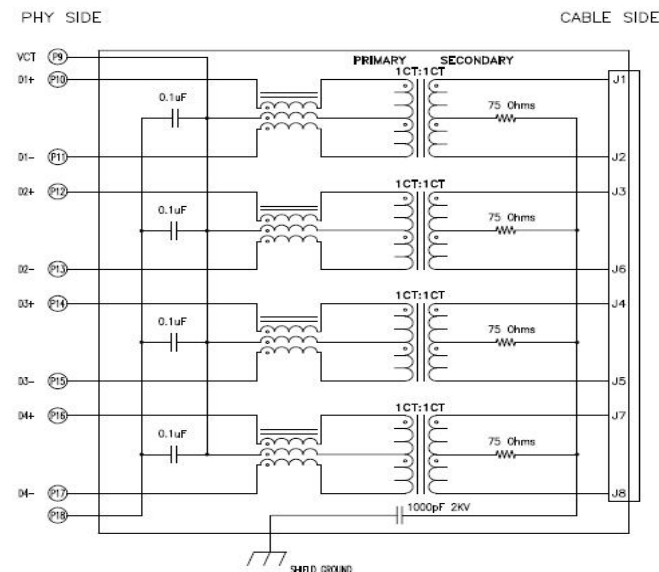 PHY SIDE CABLE SIDE
VCT P9
PRIMARY SECONDARY
D1+ P10 1CT:1CT J1
0.1uF 75 Ohms
D1- P11 J2
D2+ P12 1CT:1CT J3
0.1uF 75 Ohms
D2- P13 J6
D3+ P14 1CT:1CT J4
0.1uF 75 Ohms
D3- P15 J5
D4+ P16 1CT:1CT J7
0.1uF 75 Ohms
D4- P17 J8
P18 1000pF 2KV
SHIELD GROUND